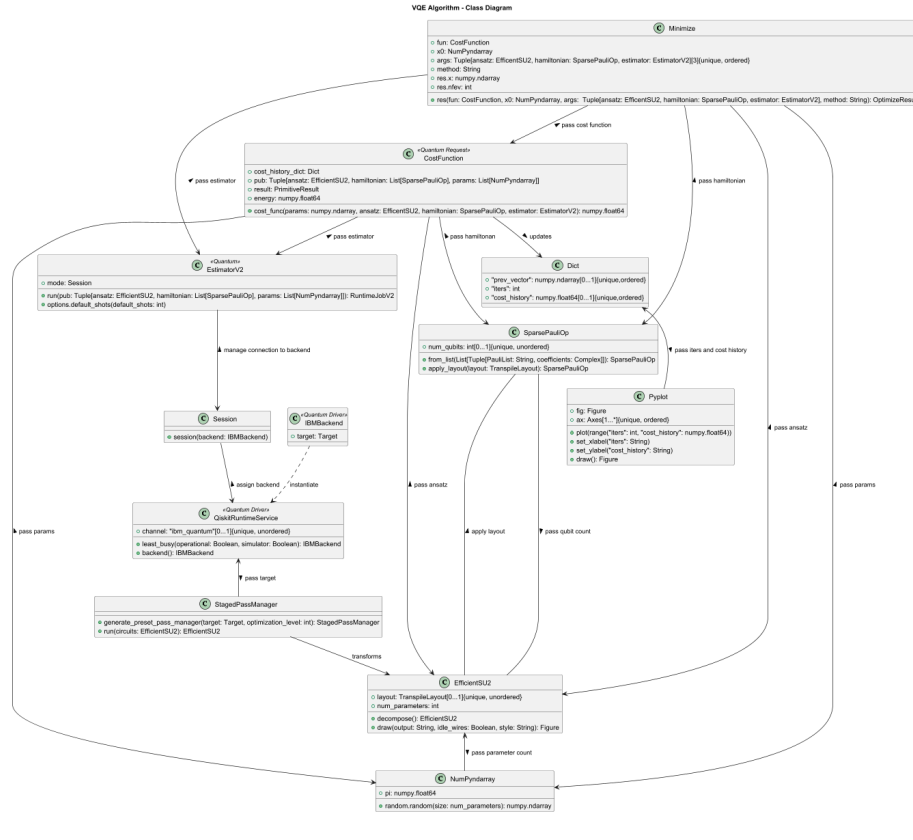 VQE Algorithm - Class Diagram
C Minimize
fun: CostFunction
x0: NumPyndarray
args: Tuple[ansatz: EfficentSU2, hamiltonian: SparsePauliOp, estimator: EstimatorV2][3]{unique, ordered}
method: String
res.x: numpy.ndarray
res.nfev: int
res(fun: CostFunction, x0: NumPyndarray, args: Tuple[ansatz: EfficentSU2, hamiltonian: SparsePauliOp, estimator: EstimatorV2], method: String): OptimizeResu
pass cost function
«Quantum Request»
C CostFunction
cost_history_dict: Dict
pub: Tuple[ansatz: EfficientSU2, hamiltonian: List[SparsePauliOp], params: List[NumPyndarray]]
result: PrimitiveResult
energy: numpy.float64
cost_func(params: numpy.ndarray, ansatz: EfficientSU2, hamiltonian: SparsePauliOp, estimator: EstimatorV2): numpy.float64
pass estimator
pass hamiltonian
pass estimator
pass hamiltonan
updates
«Quantum»
C EstimatorV2
mode: Session
run(pub: Tuple[ansatz: EfficientSU2, hamiltonian: List[SparsePauliOp], params: List[NumPyndarray]]): RuntimeJobV2
options.default_shots(default_shots: int)
C Dict
"prev_vector": numpy.ndarray[0...1]{unique,ordered}
"iters": int
"cost_history": numpy.float64[0...1]{unique,ordered}
C SparsePauliOp
num_qubits: int[0...1]{unique, unordered}
from_list(List[Tuple[PauliList: String, coefficients: Complex]]): SparsePauliOp
apply_layout(layout: TranspileLayout): SparsePauliOp
manage connection to backend
pass iters and cost history
C Pyplot
fig: Figure
ax: Axes[1...*]{unique, ordered}
plot(range("iters": int, "cost_history": numpy.float64))
set_xlabel("iters": String)
set_ylabel("cost_history": String)
draw(): Figure
C Session
session(backend: IBMBackend)
«Quantum Driver»
C IBMBackend
target: Target
pass ansatz
assign backend
instantiate
pass ansatz
pass params
«Quantum Driver»
C QiskitRuntimeService
channel: "ibm_quantum"[0...1]{unique, unordered}
least_busy(operational: Boolean, simulator: Boolean): IBMBackend
backend(): IBMBackend
pass params
apply layout
pass qubit count
pass target
C StagedPassManager
generate_preset_pass_manager(target: Target, optimization_level: int): StagedPassManager
run(circuits: EfficientSU2): EfficientSU2
transforms
C EfficientSU2
layout: TranspileLayout[0...1]{unique, unordered}
num_parameters: int
decompose(): EfficientSU2
draw(output: String, idle_wires: Boolean, style: String): Figure
pass parameter count
C NumPyndarray
pi: numpy.float64
random.random(size: num_parameters): numpy.ndarray